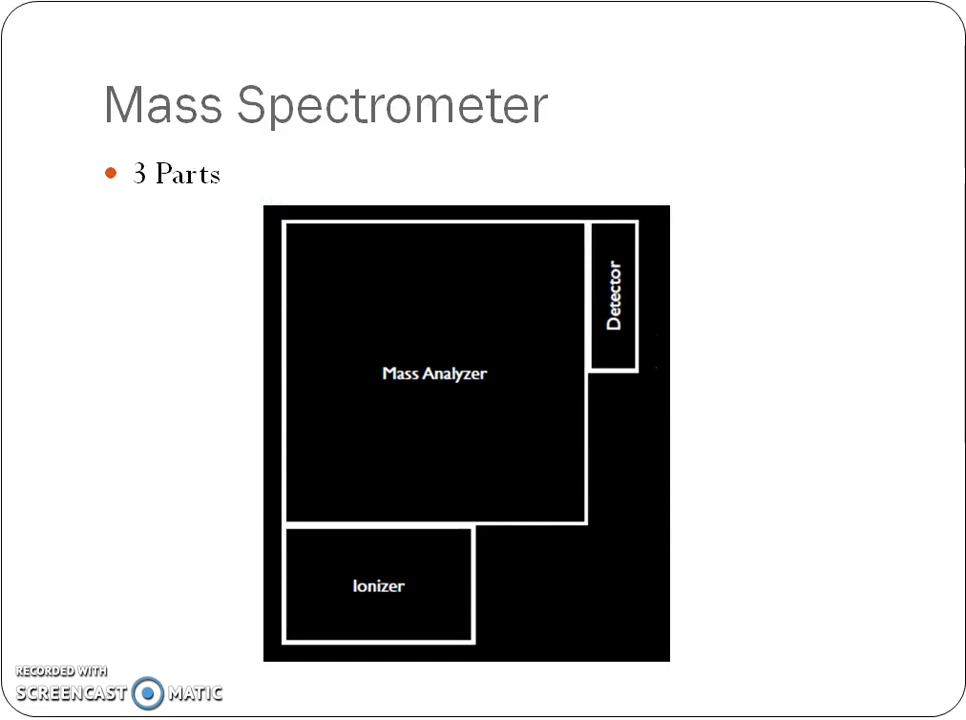 Mass Spectrometer
3 Parts
Detector
Mass Analyzer
Ionizer
RECORDED WITH
SCREENCAST MATIC